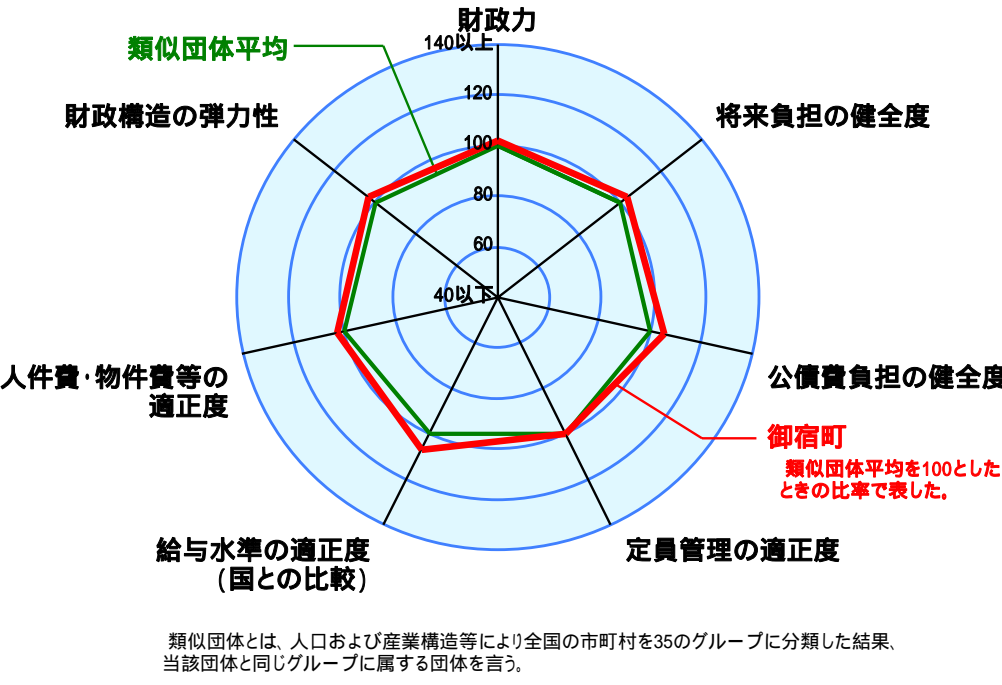 財政力
140以上
類似団体平均
120
財政構造の弾力性
将来負担の健全度
100
80
60
40以下
人件費・物件費等の
適正度
公債費負担の健全度
御宿町
類似団体平均を100とした
ときの比率で表した。
給与水準の適正度
(国との比較)
定員管理の適正度
類似団体とは、人口および産業構造等により全国の市町村を35のグループに分類した結果、
当該団体と同じグループに属する団体を言う。